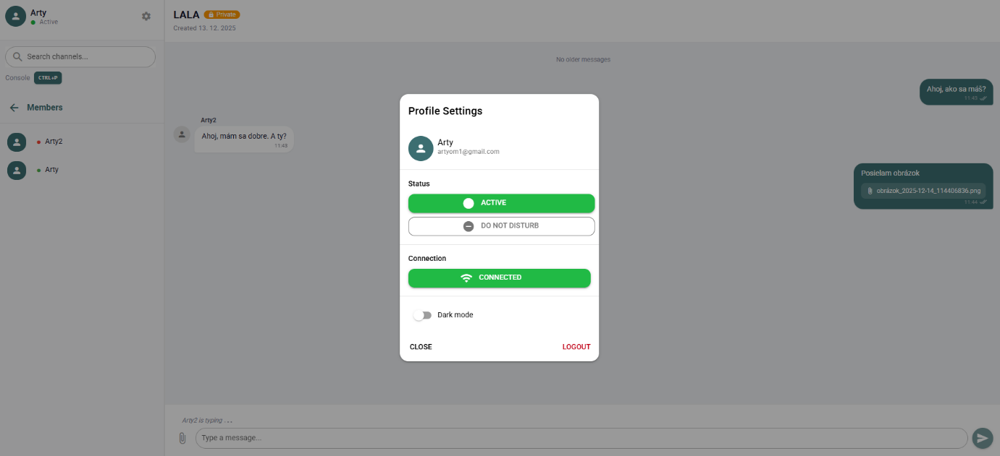 Arty
Active
Search channels...
Console CTRL+P
Members
Arty2
Arty
LALA Private
Created 13. 12. 2025
No older messages
Ahoj, ako sa máš?
11:43
Arty2
Ahoj, mám sa dobre. A ty?
11:43
Posielam obrázok
obrázok_2025-12-14_114406836.png
11:44
Profile Settings
Arty
artyom1@gmail.com
Status
ACTIVE
DO NOT DISTURB
Connection
CONNECTED
Dark mode
CLOSE LOGOUT
Arty2 is typing ...
Type a message...